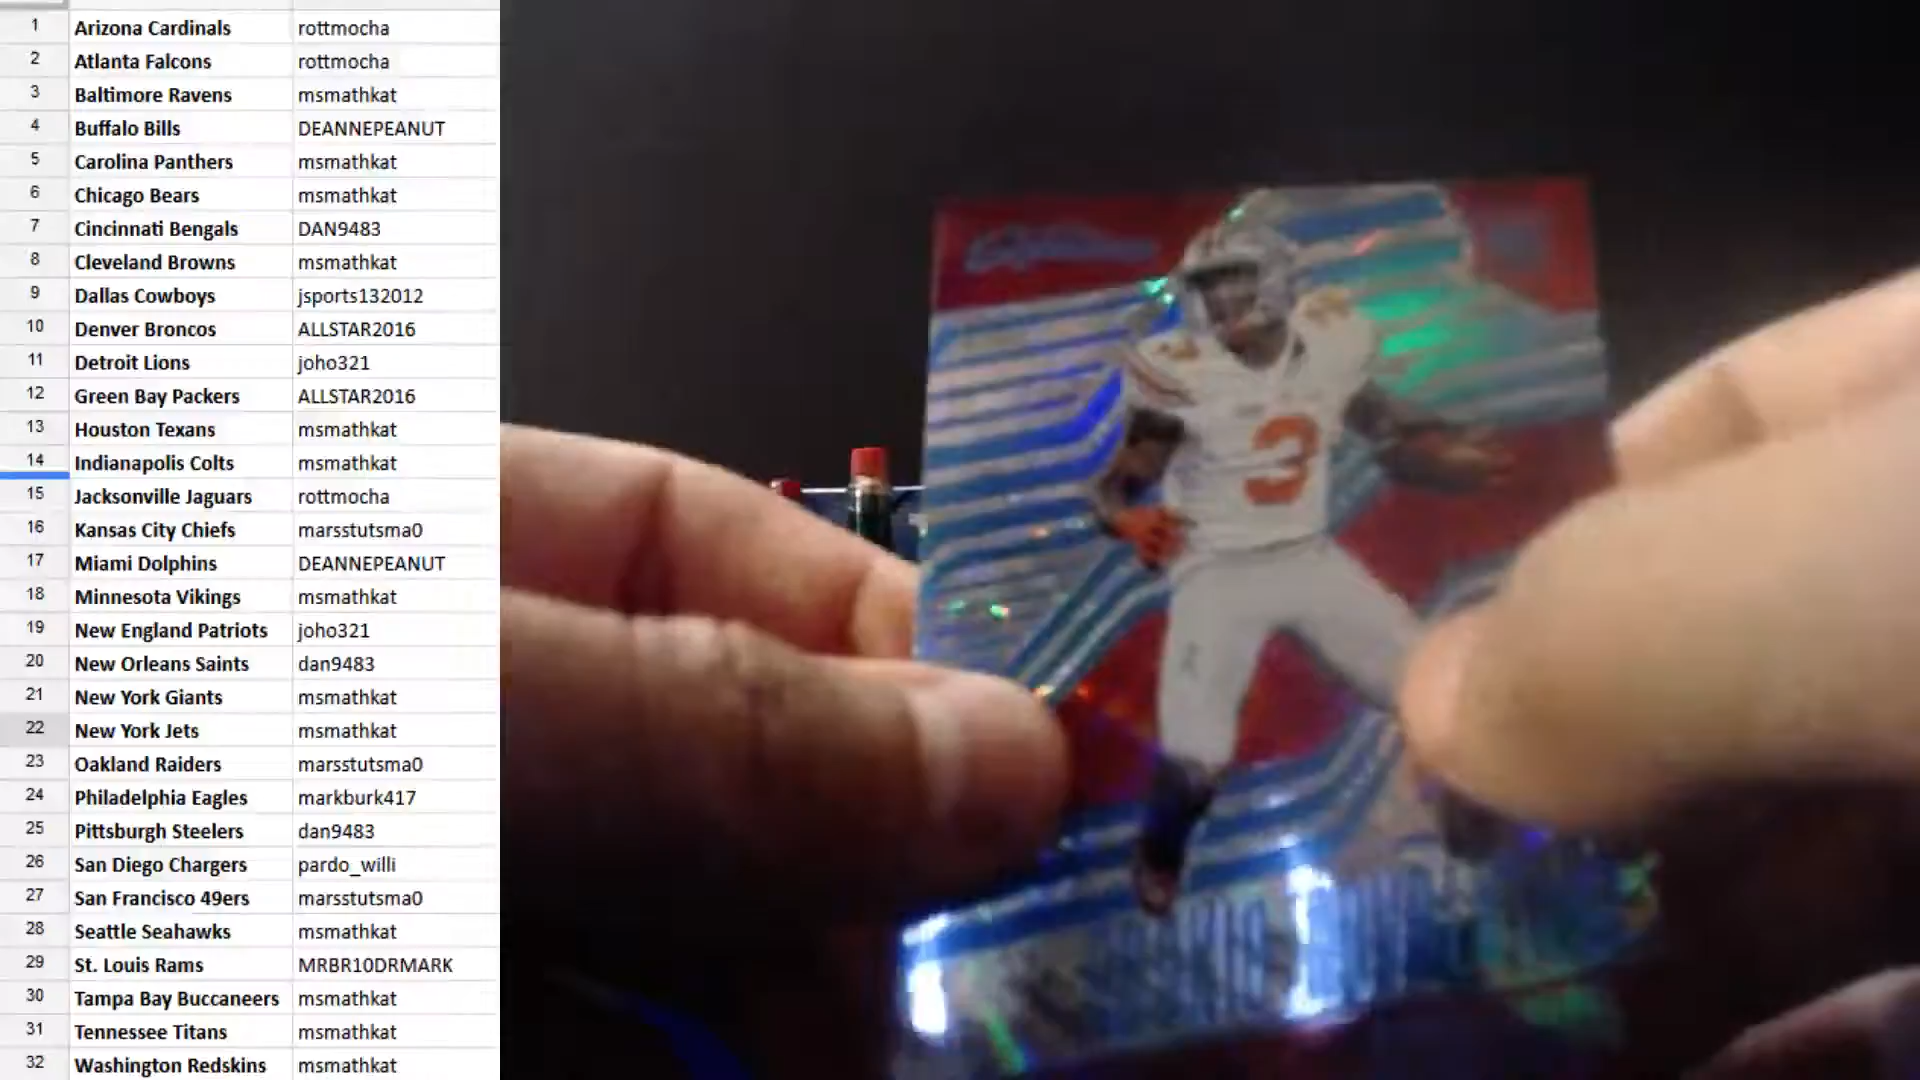 1 Arizona Cardinals rottmocha
2 Atlanta Falcons rottmocha
3 Baltimore Ravens msmathkat
4 Buffalo Bills DEANNEPEANUT
5 Carolina Panthers msmathkat
6 Chicago Bears msmathkat
7 Cincinnati Bengals DAN9483
8 Cleveland Browns msmathkat
9 Dallas Cowboys jsports132012
10 Denver Broncos ALLSTAR2016
11 Detroit Lions joho321
12 Green Bay Packers ALLSTAR2016
13 Houston Texans msmathkat
14 Indianapolis Colts msmathkat
15 Jacksonville Jaguars rottmocha
16 Kansas City Chiefs marsstutsma0
17 Miami Dolphins DEANNEPEANUT
18 Minnesota Vikings msmathkat
19 New England Patriots joho321
20 New Orleans Saints dan9483
21 New York Giants msmathkat
22 New York Jets msmathkat
23 Oakland Raiders marsstutsma0
24 Philadelphia Eagles markburk417
25 Pittsburgh Steelers dan9483
26 San Diego Chargers pardo_willi
27 San Francisco 49ers marsstutsma0
28 Seattle Seahawks msmathkat
29 St. Louis Rams MRBR10DRMARK
30 Tampa Bay Buccaneers msmathkat
31 Tennessee Titans msmathkat
32 Washington Redskins msmathkat
3